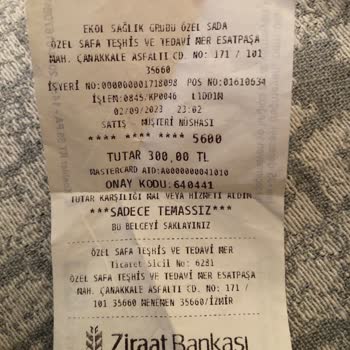 EKOL SAĞLIK GRUBU ÖZEL SADA
ÖZEL SAFA TEŞHİS VE TEDAVİ MER ESATPAŞA
MAH. ÇANAKKALE ASFALTI CD. NO: 171 / 101
35660
İŞYERİ NO:000000001718098 POS NO:01610634
İŞLEM:0845/KP0046 L1DD1M
02/09/2023 23:02
SATIŞ - MÜŞTERİ NÜSHASI
**** **** **** 5600
TUTAR 300,00 TL
MASTERCARD AID:A0000000041010
ONAY KODU:640441
TUTAR KARŞILIĞI MAL VEYA HİZMETİ ALDIM
***SADECE TEMASSIZ***
BU BELGEYİ SAKLAYINIZ
ÖZEL SAFA TEŞHİS VE TEDAVİ MER
Ticaret Sicil No: 6281
ÖZEL SAFA TEŞHİS VE TEDAVİ MER ESATPAŞA
MAH. ÇANAKKALE ASFALTI CD. NO: 171 /
101 35660 MENEMEN 35660/İZMİR
Ziraat Bankası